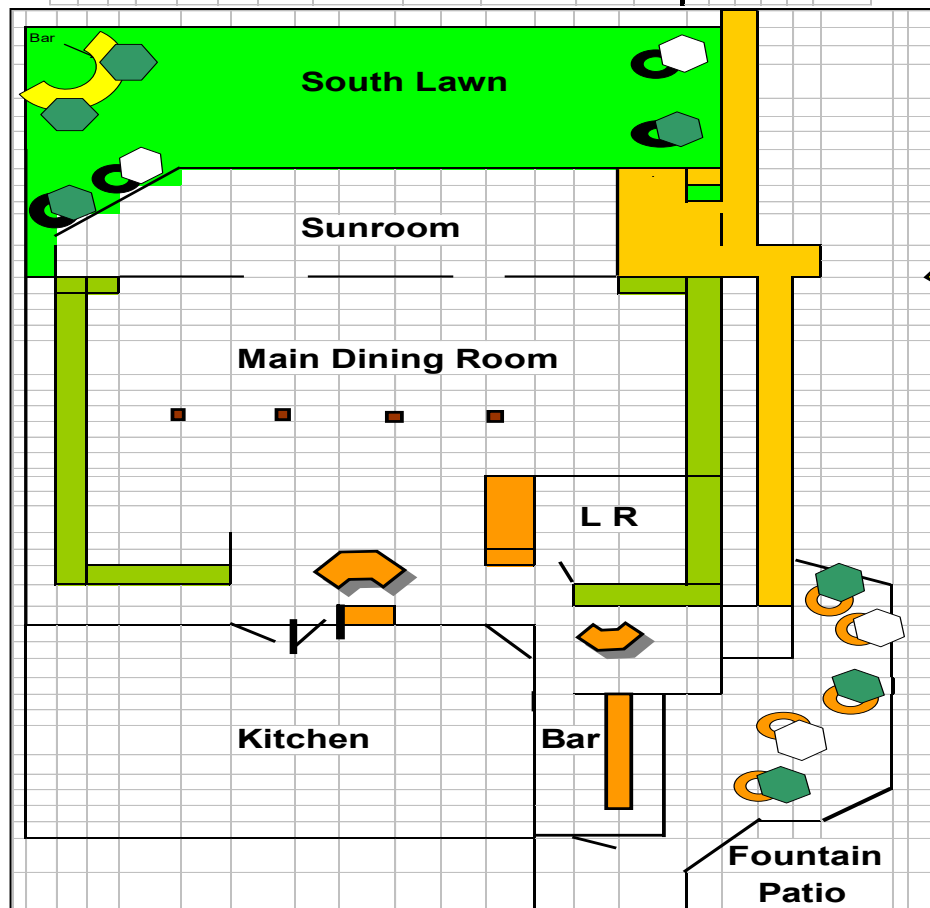 Bar
South Lawn
Sunroom
Main Dining Room
L R
Kitchen
Bar
Fountain
Patio